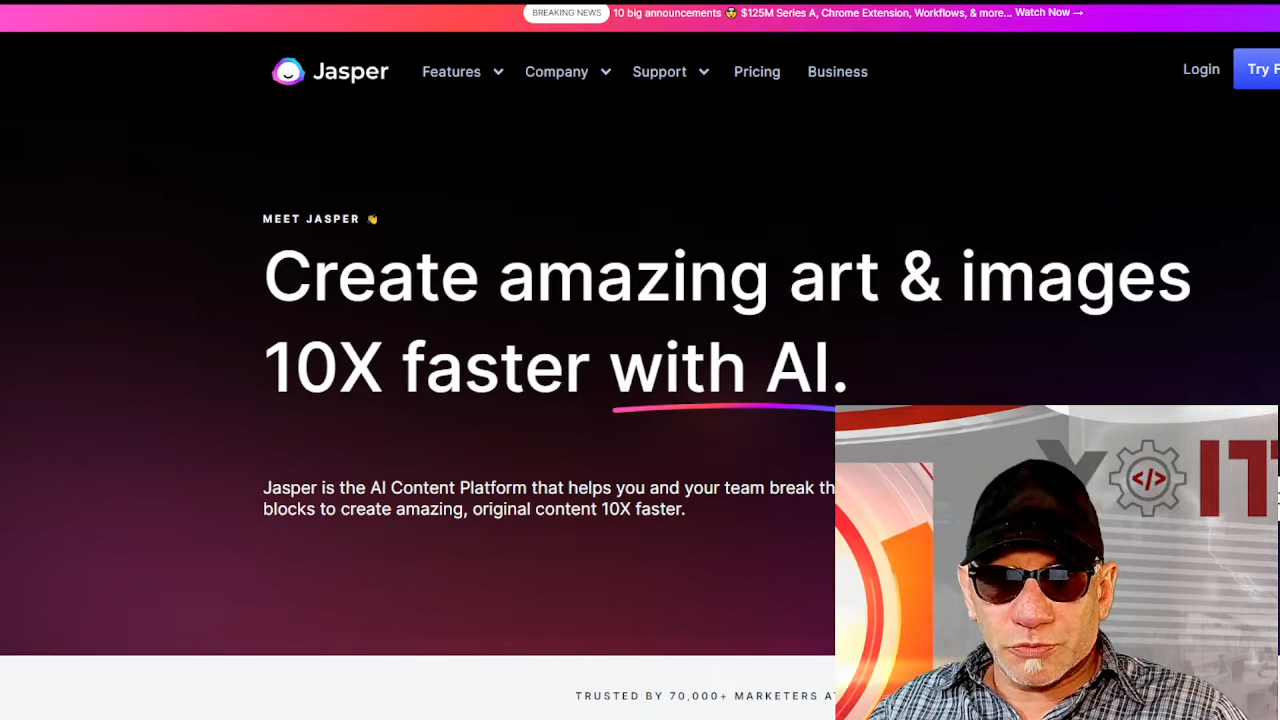 BREAKING NEWS 10 big announcements 🤯 $125M Series A, Chrome Extension, Workflows, & more... Watch Now →
Jasper Features Company Support Pricing Business Login Try F
MEET JASPER 👋
Create amazing art & images
10X faster with AI.
Jasper is the AI Content Platform that helps you and your team break th
blocks to create amazing, original content 10X faster.
TRUSTED BY 70,000+ MARKETERS AT